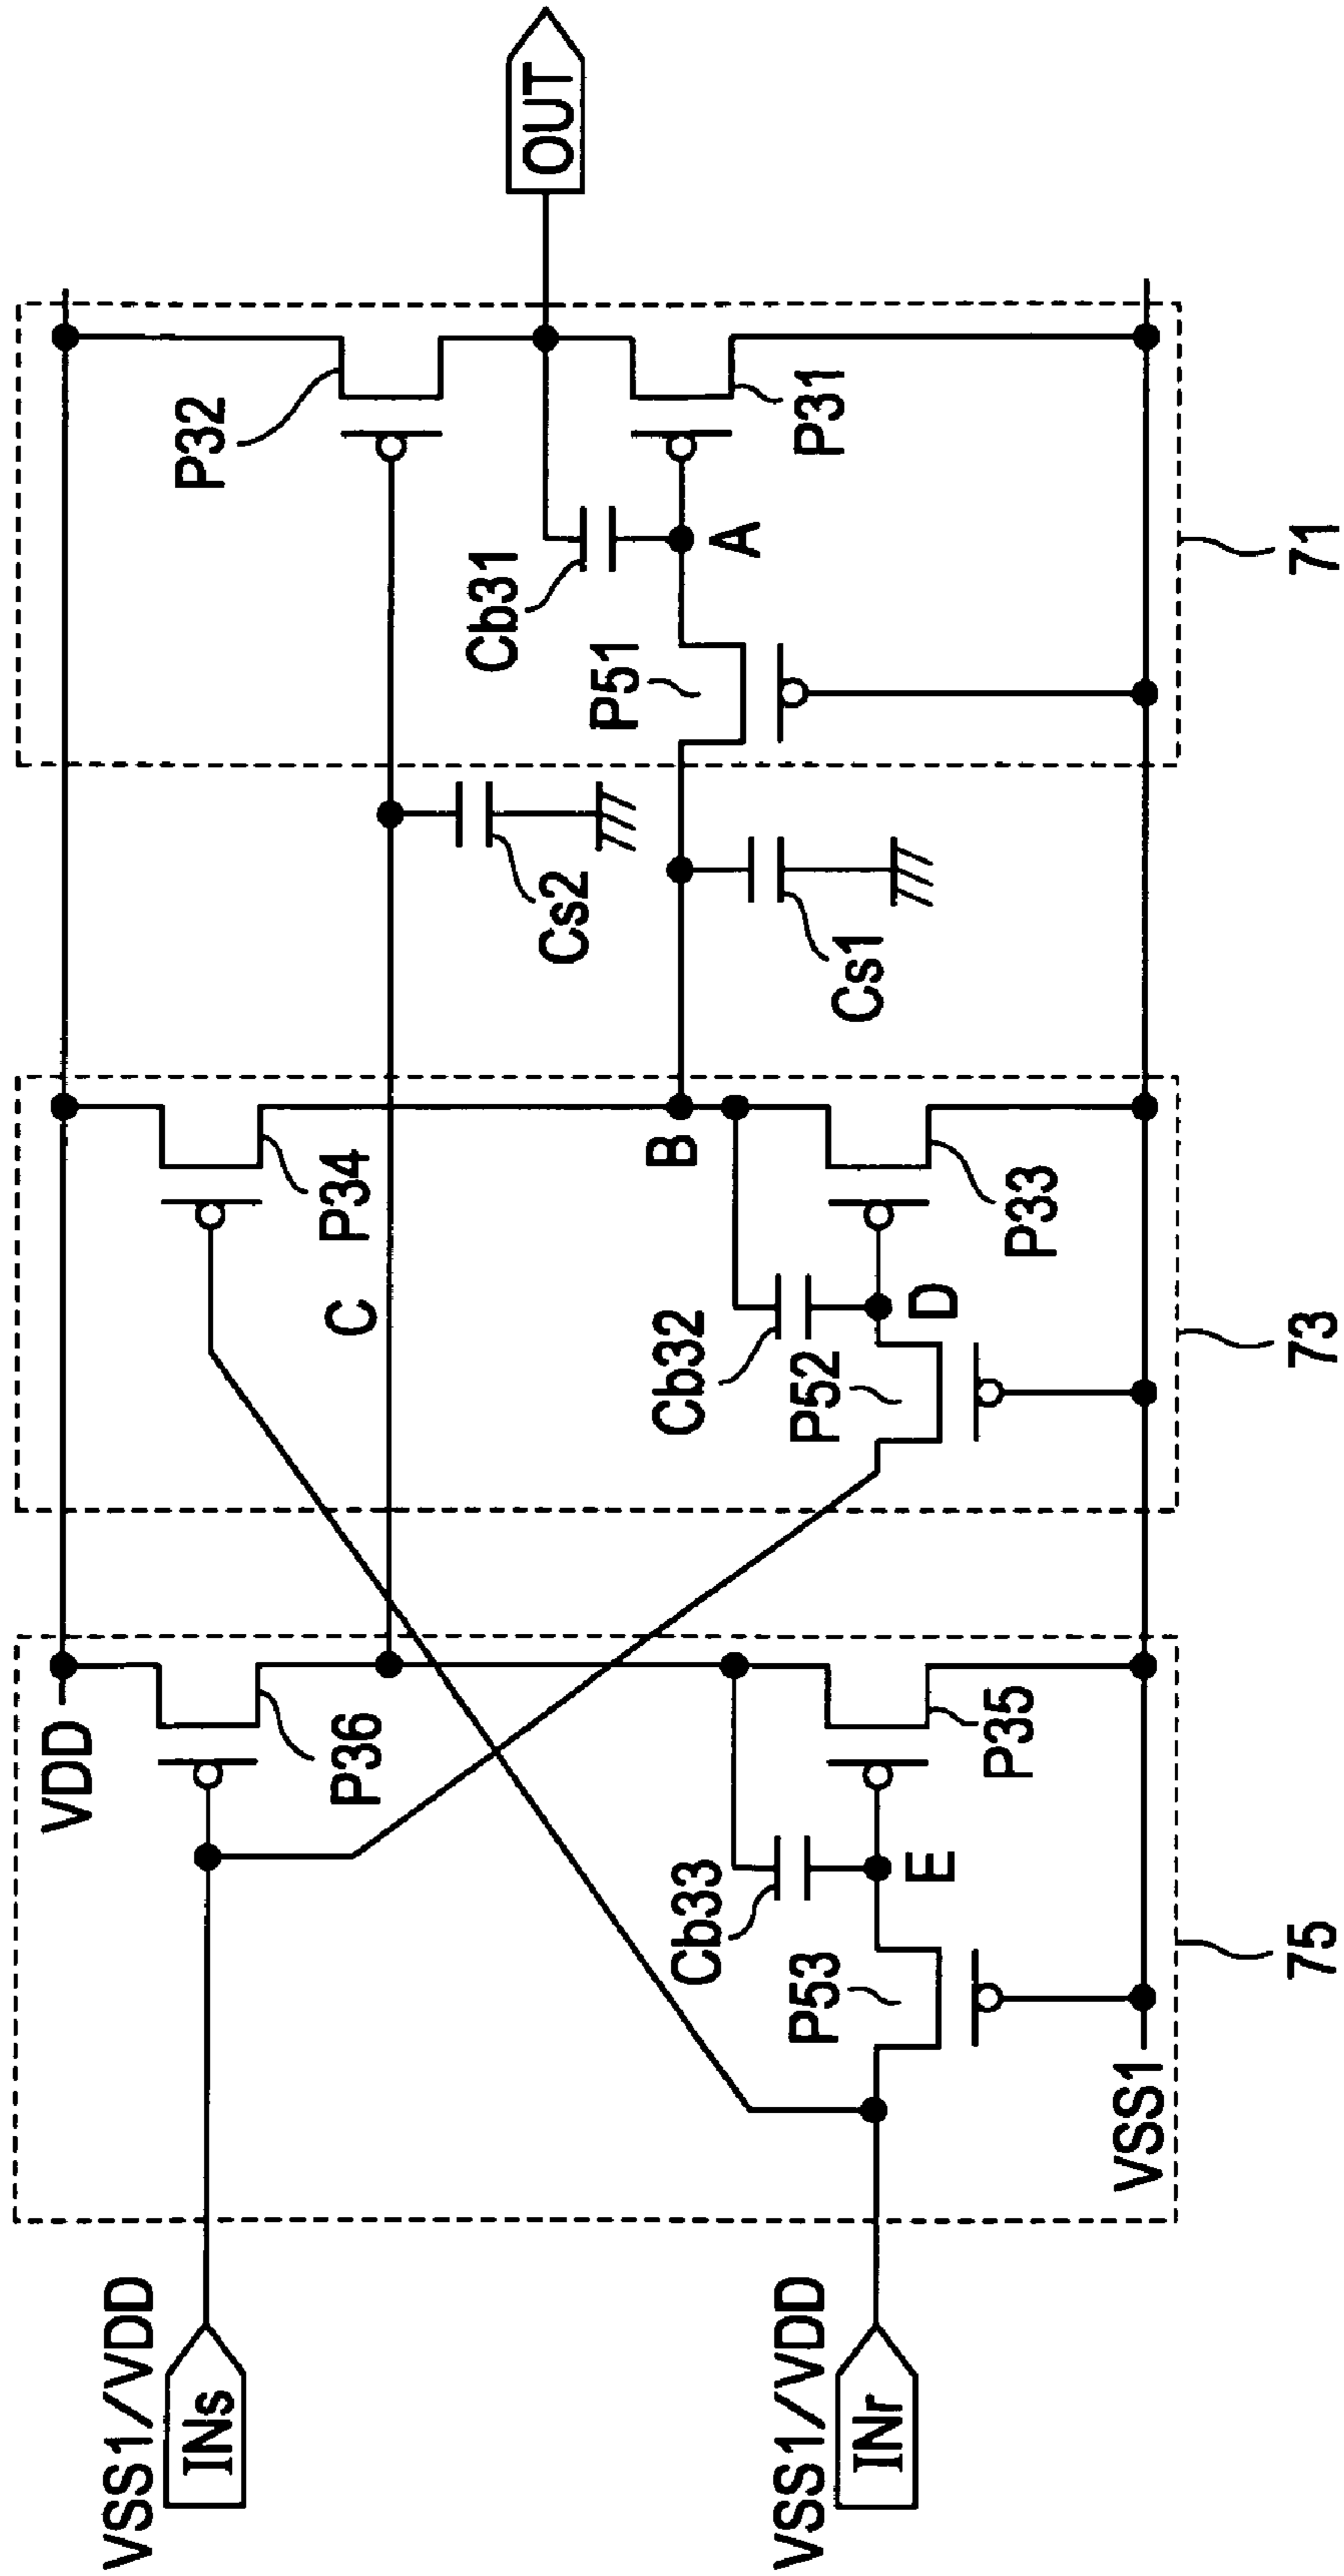 VSS1/VDD
INs
VSS1/VDD
INr
VDD
P36
C
P34
P32
OUT
Cs2
Cb31
P51
A
P31
B
Cs1
Cb32
P52
D
P33
Cb33
P53
E
P35
VSS1
75
73
71